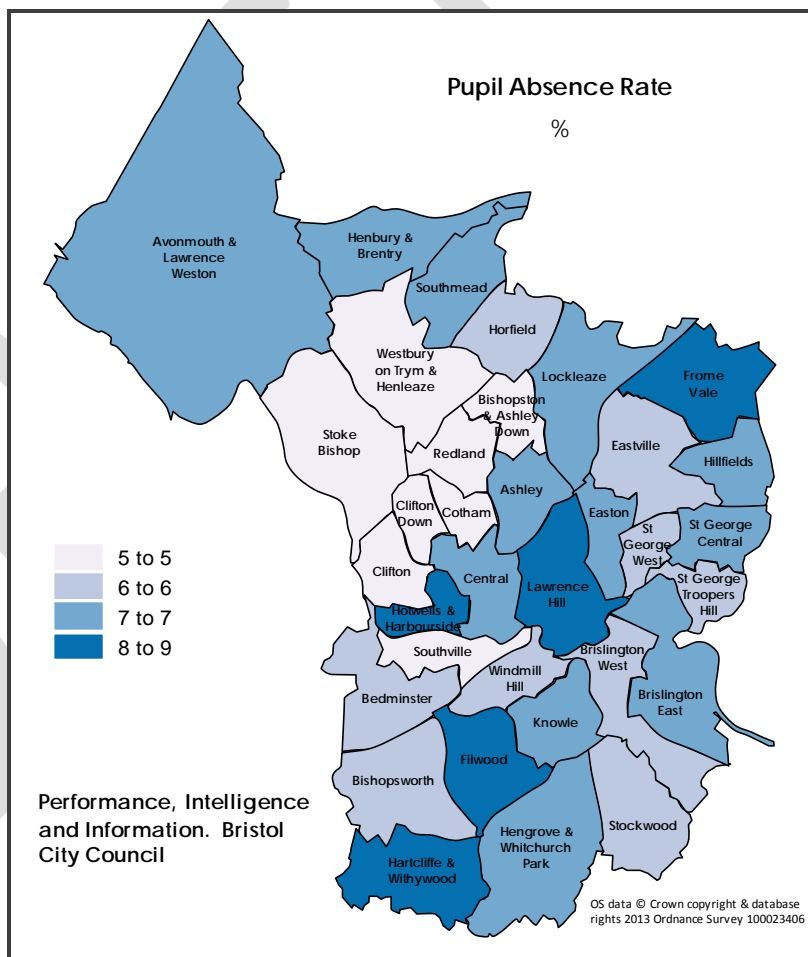 Pupil Absence Rate
%
Avonmouth &
Lawrence
Weston
Henbury &
Brentry
Southmead
Horfield
Westbury
on Trym &
Henleaze
Lockleaze
Frome
Vale
Bishopston
& Ashley
Down
Stoke
Bishop
Redland
Eastville
Hillfields
Ashley
Clifton
Down
Cotham
Easton
St
George
West
St George
Central
Clifton
Central
Lawrence
Hill
St George
Troopers
Hill
Hotwells &
Harbourside
Southville
Windmill
Hill
Brislington
West
Bedminster
Brislington
East
Knowle
Filwood
Bishopsworth
Stockwood
Hengrove &
Whitchurch
Park
Hartcliffe &
Withywood
5 to 5
6 to 6
7 to 7
8 to 9
Performance, Intelligence
and Information. Bristol
City Council
OS data © Crown copyright & database
rights 2013 Ordnance Survey 100023406